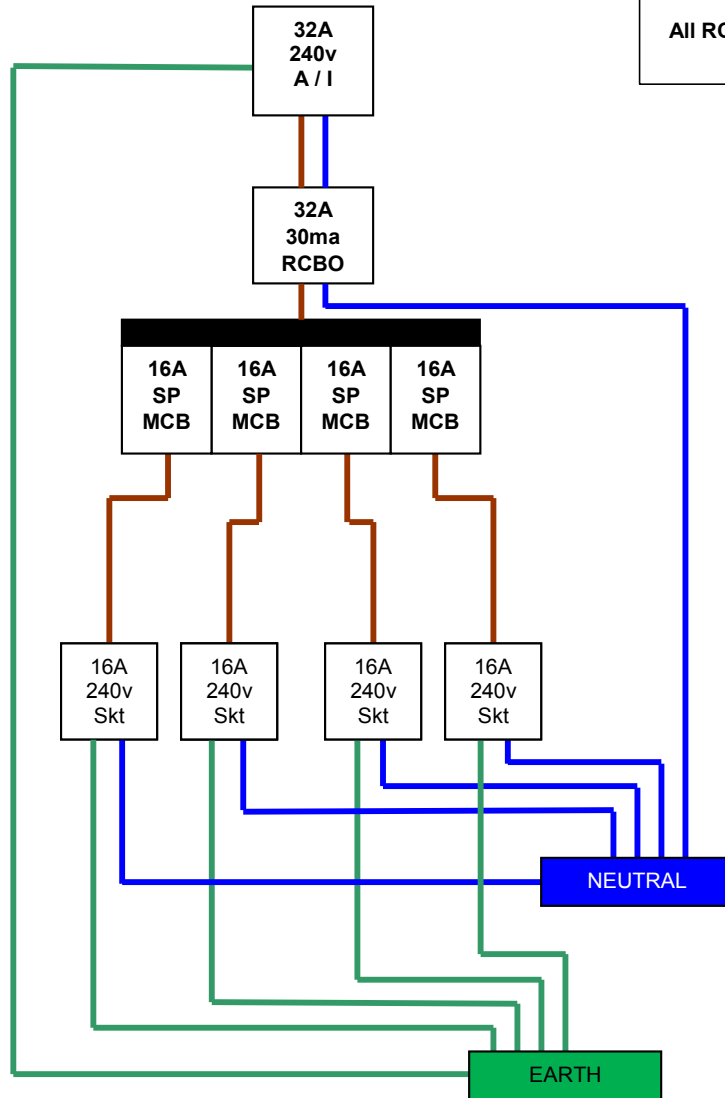 32A
240v
A / I
All RC
32A
30ma
RCBO
16A
SP
MCB
16A
SP
MCB
16A
SP
MCB
16A
SP
MCB
16A
240v
Skt
16A
240v
Skt
16A
240v
Skt
16A
240v
Skt
NEUTRAL
EARTH